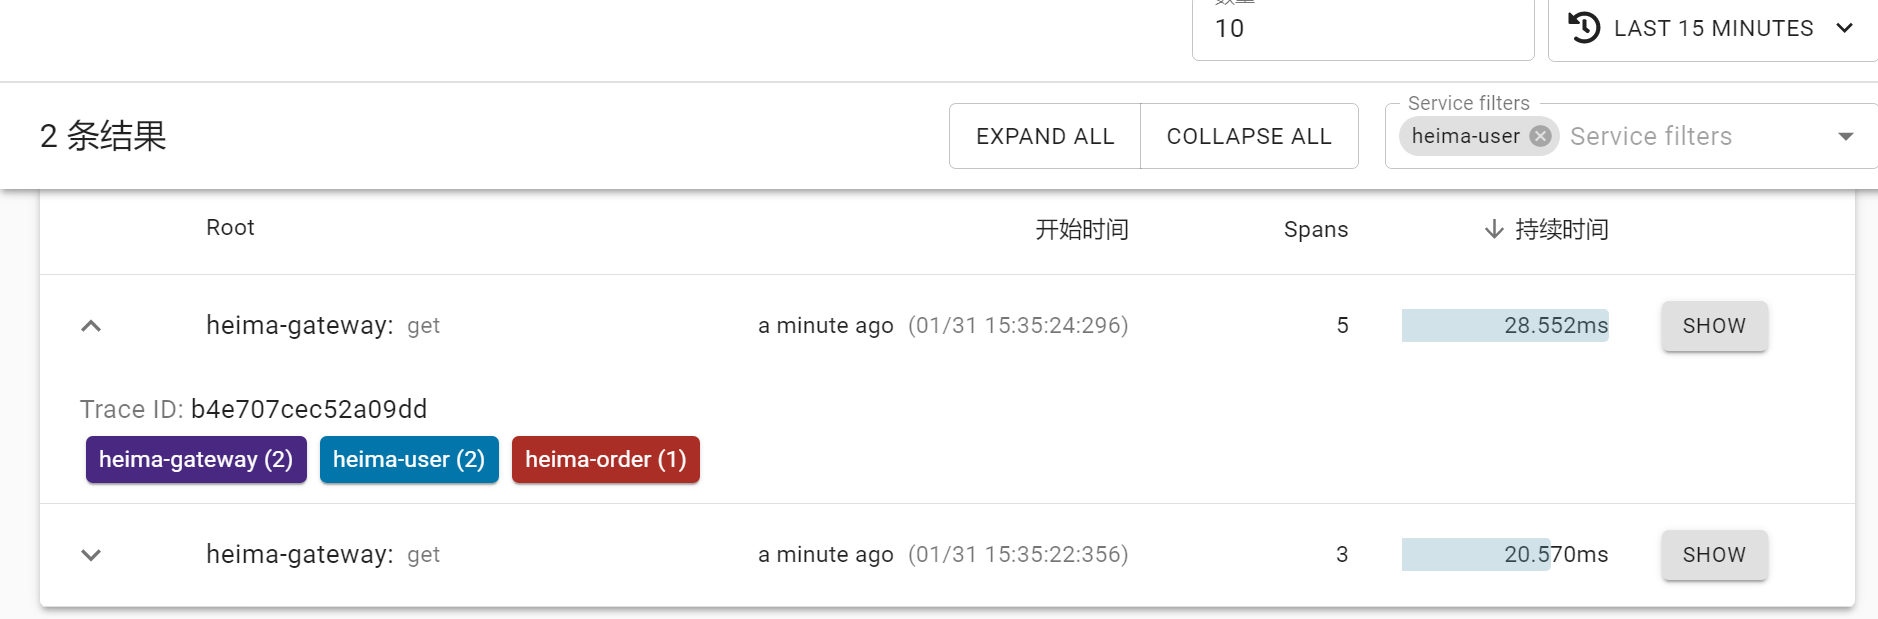 10
LAST 15 MINUTES
2 条结果
EXPAND ALL
COLLAPSE ALL
Service filters
heima-user
Service filters
Root
开始时间
Spans
持续时间
heima-gateway: get
a minute ago (01/31 15:35:24:296)
5
28.552ms
SHOW
Trace ID: b4e707cec52a09dd
heima-gateway (2)
heima-user (2)
heima-order (1)
heima-gateway: get
a minute ago (01/31 15:35:22:356)
3
20.570ms
SHOW